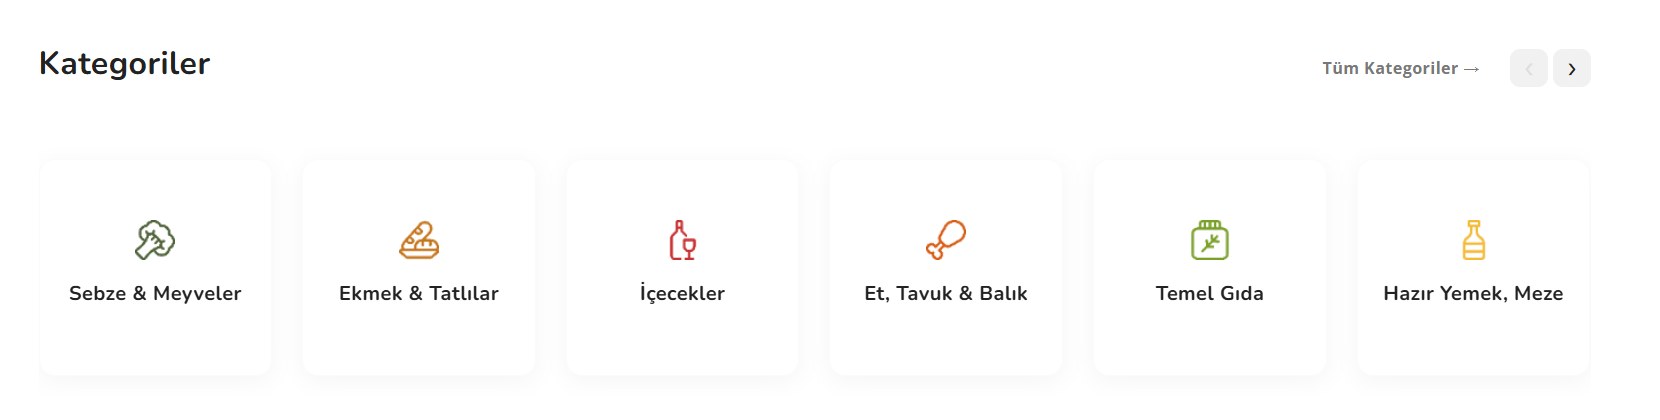 Kategoriler
Tüm Kategoriler →
Sebze & Meyveler
Ekmek & Tatlılar
İçecekler
Et, Tavuk & Balık
Temel Gıda
Hazır Yemek, Meze